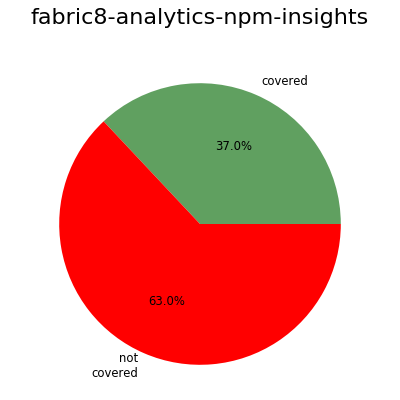 fabric8-analytics-npm-insights
covered
37.0%
63.0%
not
covered